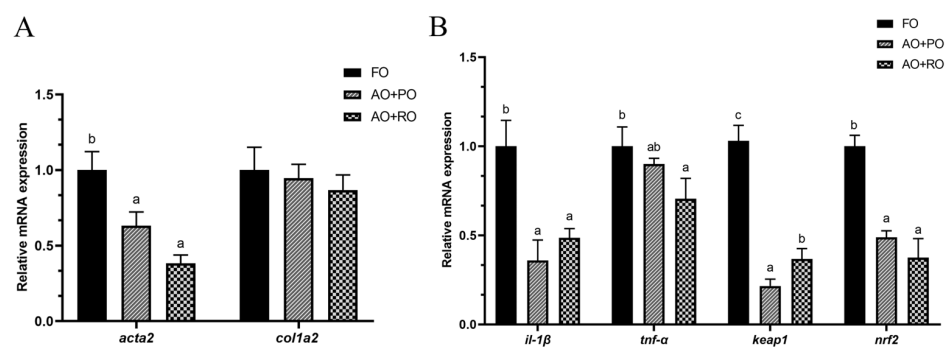 A
FO
AO+PO
AO+RO
Relative mRNA expression
1.5
1.0
0.5
0.0
b
a
a
acta2
col1a2
B
FO
AO+PO
AO+RO
Relative mRNA expression
1.5
1.0
0.5
0.0
b
a
a
b
ab
a
c
a
b
b
a
a
il-1β
tnf-α
keap1
nrf2